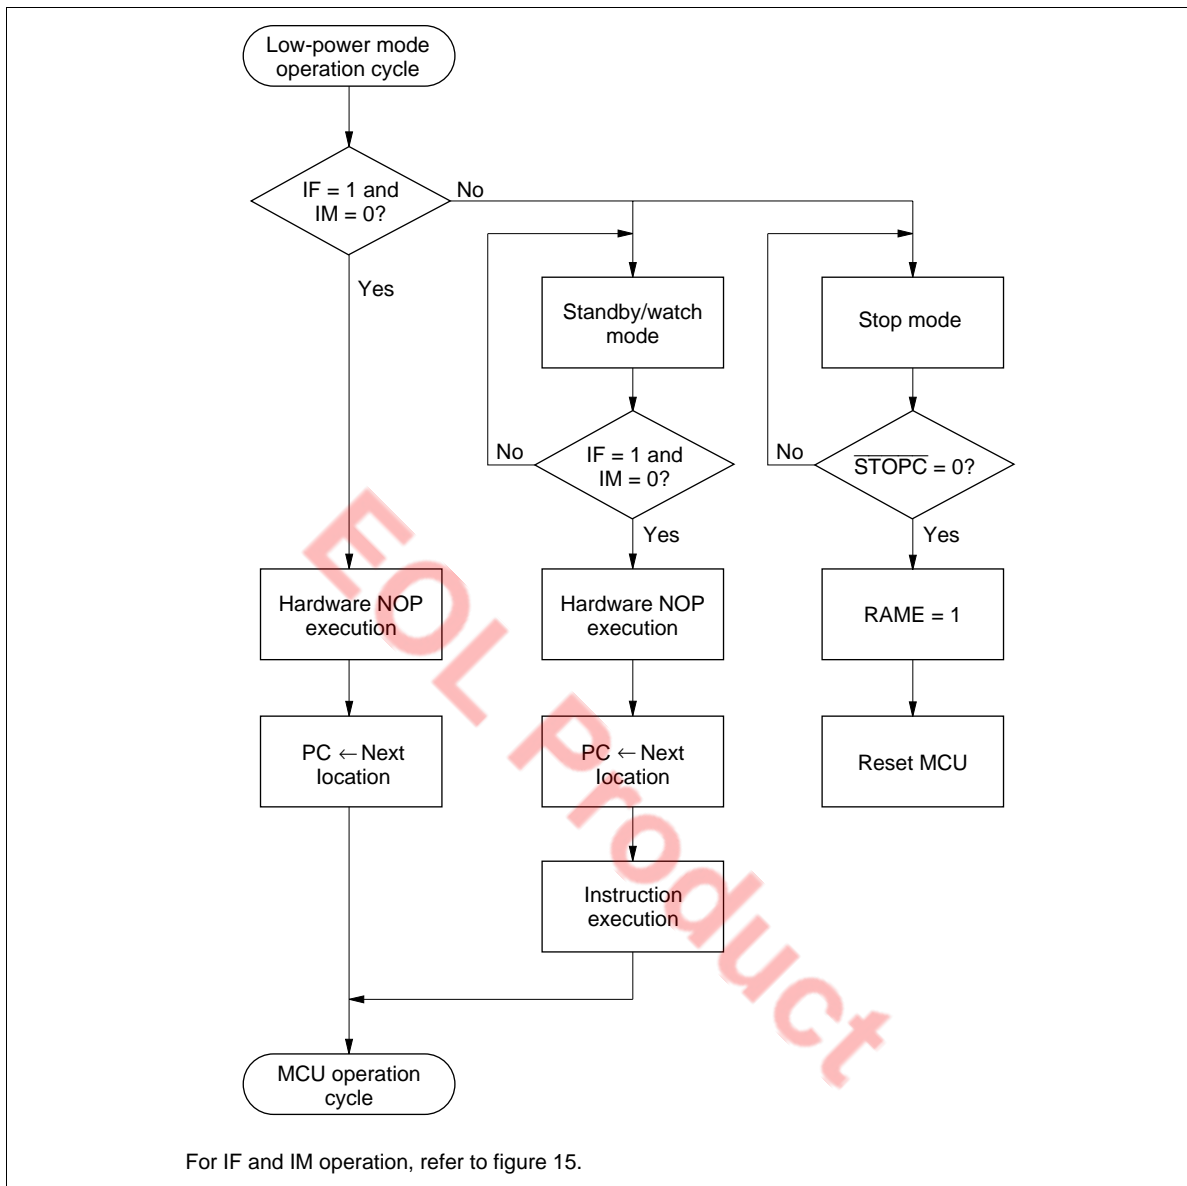 Low-power mode
operation cycle
IF = 1 and
IM = 0?
No
Yes
Standby/watch
mode
Stop mode
No
IF = 1 and
IM = 0?
Yes
No
STOPC = 0?
Yes
Hardware NOP
execution
Hardware NOP
execution
RAME = 1
PC ← Next
location
PC ← Next
location
Reset MCU
Instruction
execution
MCU operation
cycle
For IF and IM operation, refer to figure 15.
EOL Product